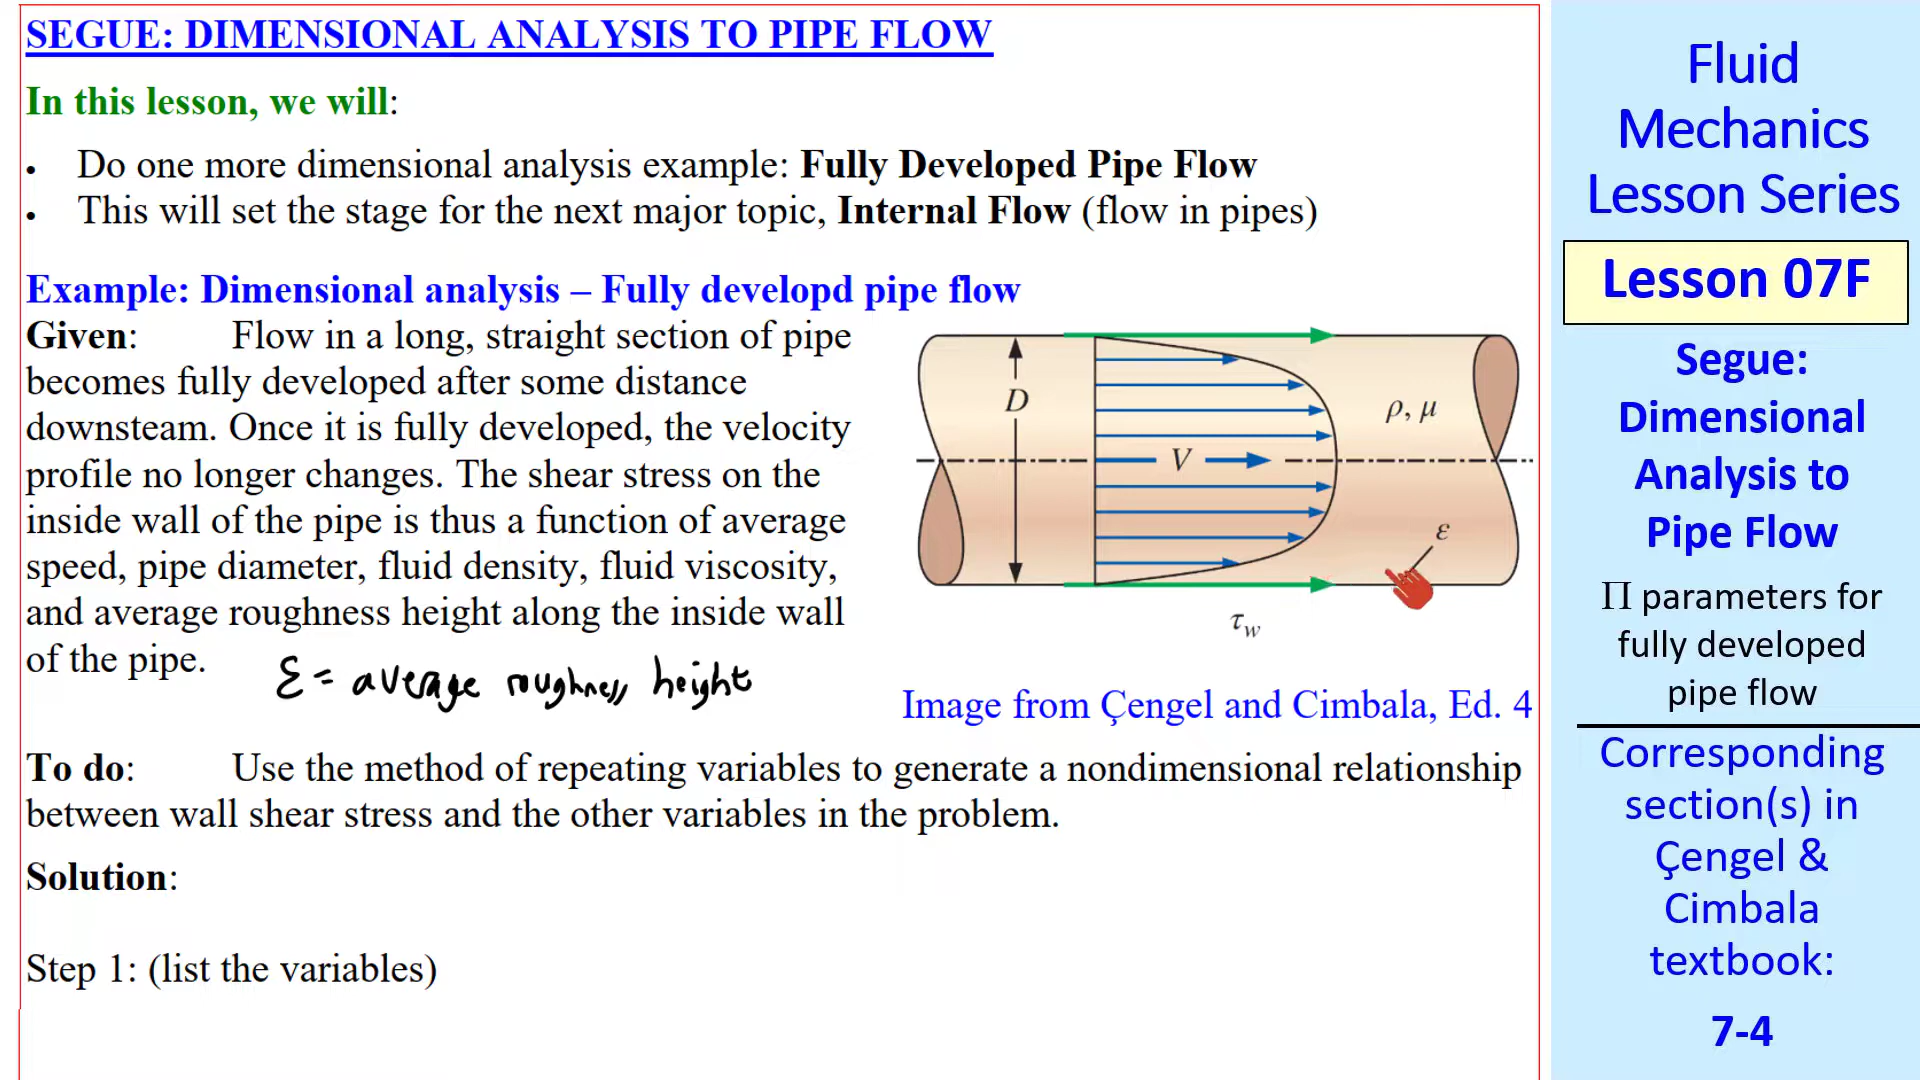 SEGUE: DIMENSIONAL ANALYSIS TO PIPE FLOW
In this lesson, we will:
• Do one more dimensional analysis example: Fully Developed Pipe Flow
• This will set the stage for the next major topic, Internal Flow (flow in pipes)
Example: Dimensional analysis – Fully developd pipe flow
Given: Flow in a long, straight section of pipe
becomes fully developed after some distance
downsteam. Once it is fully developed, the velocity
profile no longer changes. The shear stress on the
inside wall of the pipe is thus a function of average
speed, pipe diameter, fluid density, fluid viscosity,
and average roughness height along the inside wall
of the pipe.
ε = average roughness height
D
V
ρ, μ
ε
τw
Image from Çengel and Cimbala, Ed. 4
To do: Use the method of repeating variables to generate a nondimensional relationship
between wall shear stress and the other variables in the problem.
Solution:
Step 1: (list the variables)
Fluid
Mechanics
Lesson Series
Lesson 07F
Segue:
Dimensional
Analysis to
Pipe Flow
Π parameters for
fully developed
pipe flow
Corresponding
section(s) in
Çengel &
Cimbala
textbook:
7-4